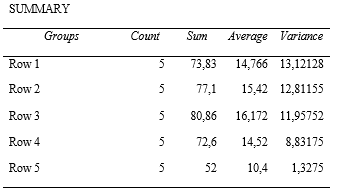 SUMMARY
Groups Count Sum Average Variance
Row 1 5 73,83 14,766 13,12128
Row 2 5 77,1 15,42 12,81155
Row 3 5 80,86 16,172 11,95752
Row 4 5 72,6 14,52 8,83175
Row 5 5 52 10,4 1,3275